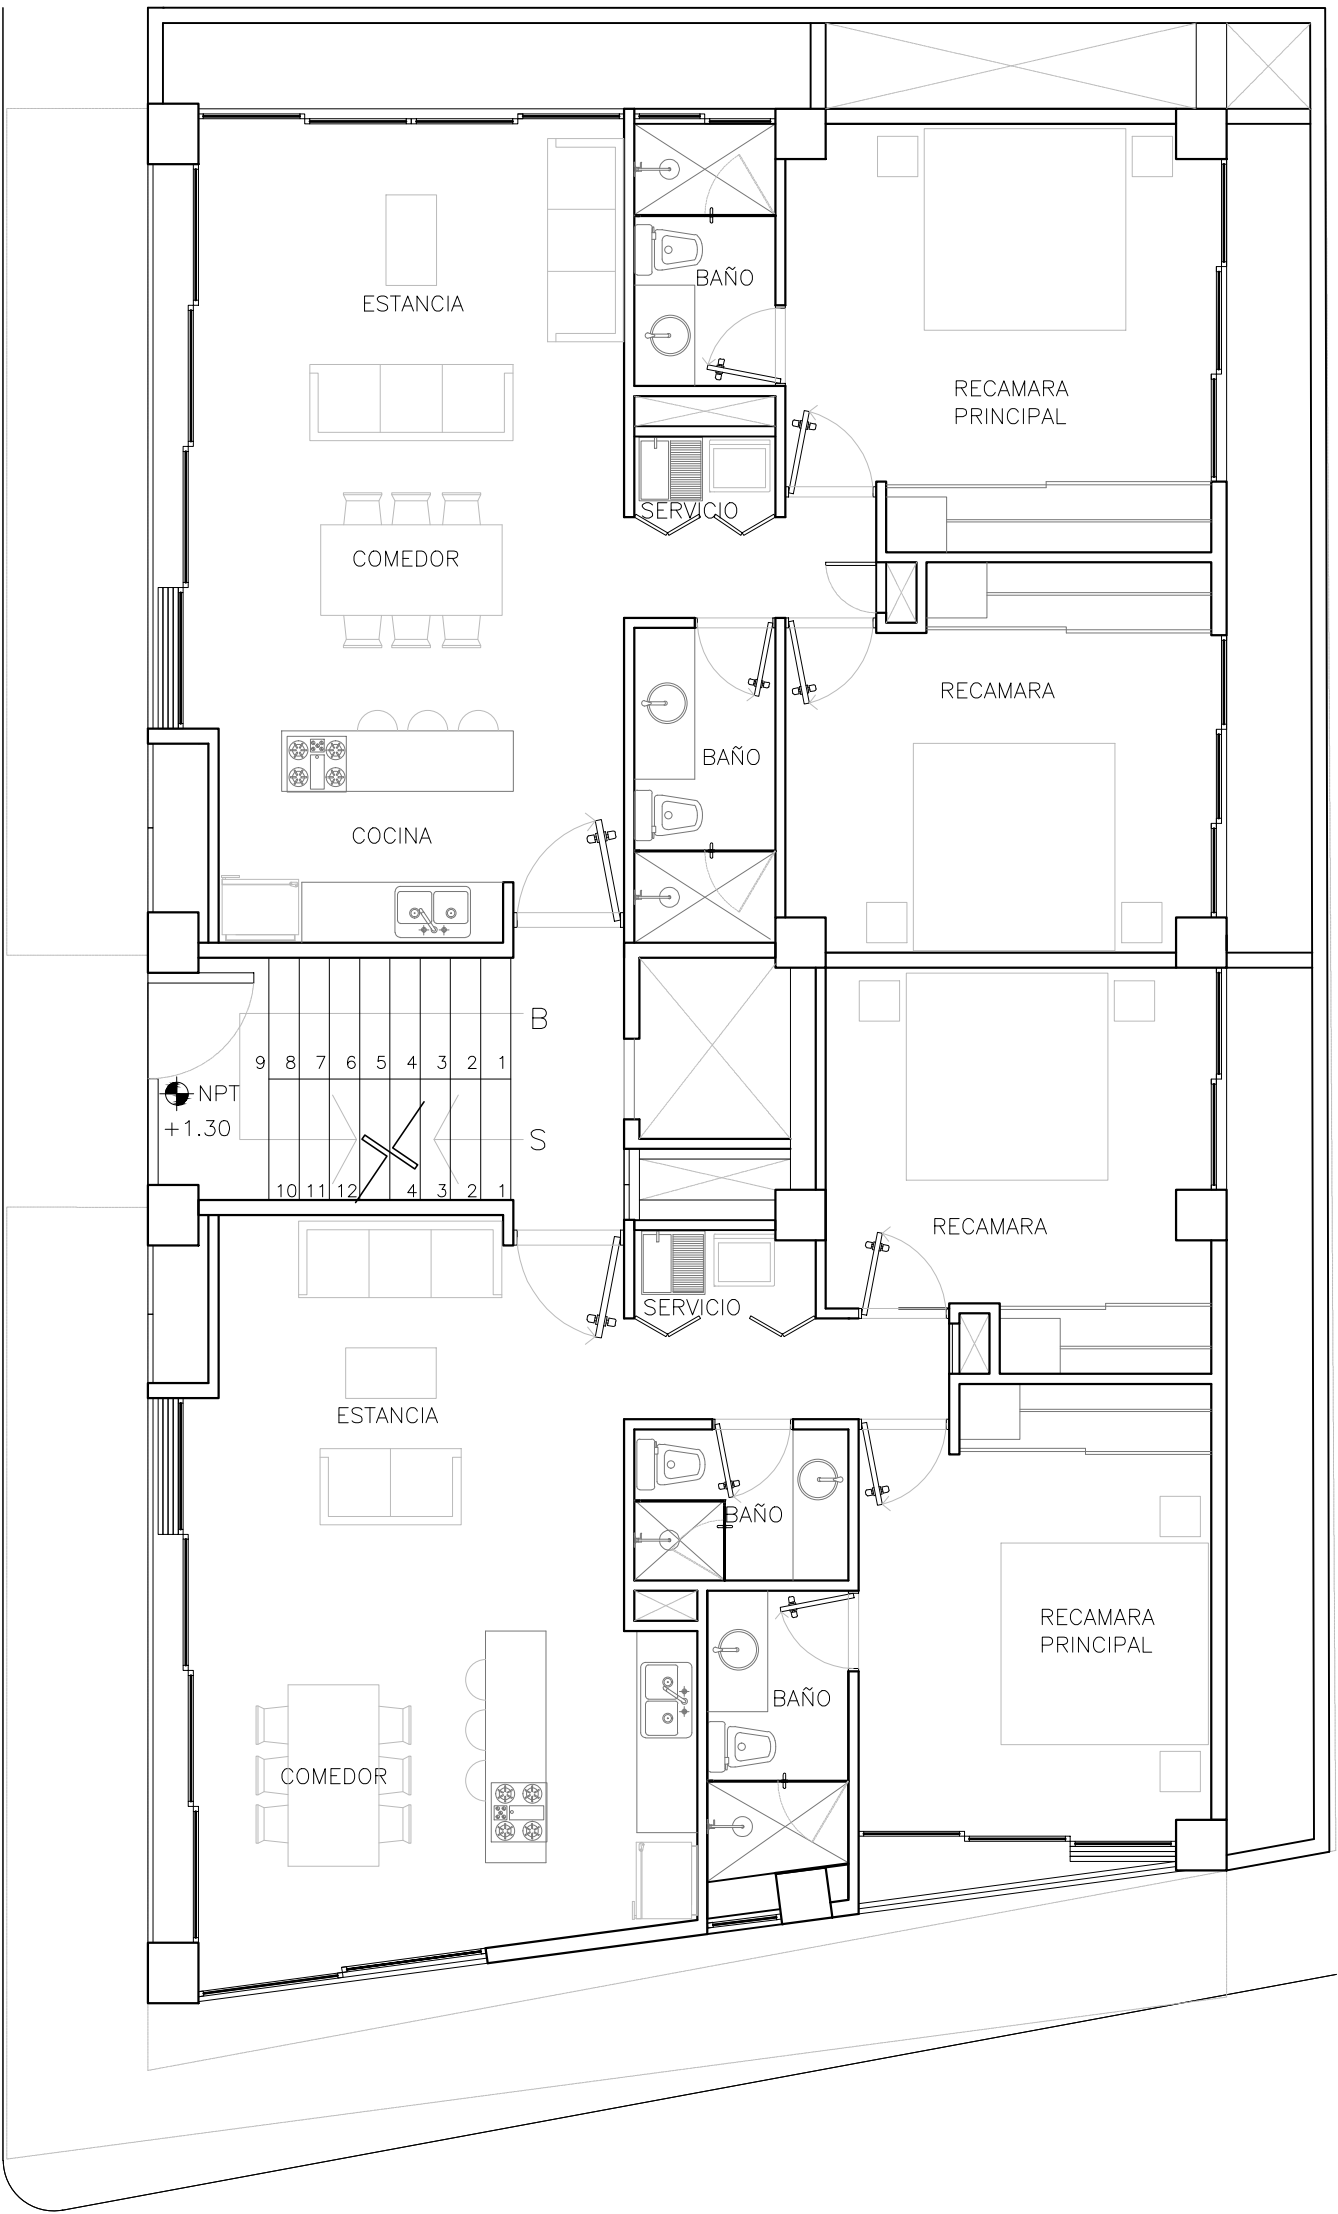 BAÑO
ESTANCIA
RECAMARA
PRINCIPAL
SERVICIO
COMEDOR
RECAMARA
BAÑO
COCINA
B
9 8 7 6 5 4 3 2 1
NPT
+1.30
S
10 11 12 4 3 2 1
RECAMARA
SERVICIO
ESTANCIA
BAÑO
RECAMARA
PRINCIPAL
BAÑO
COMEDOR